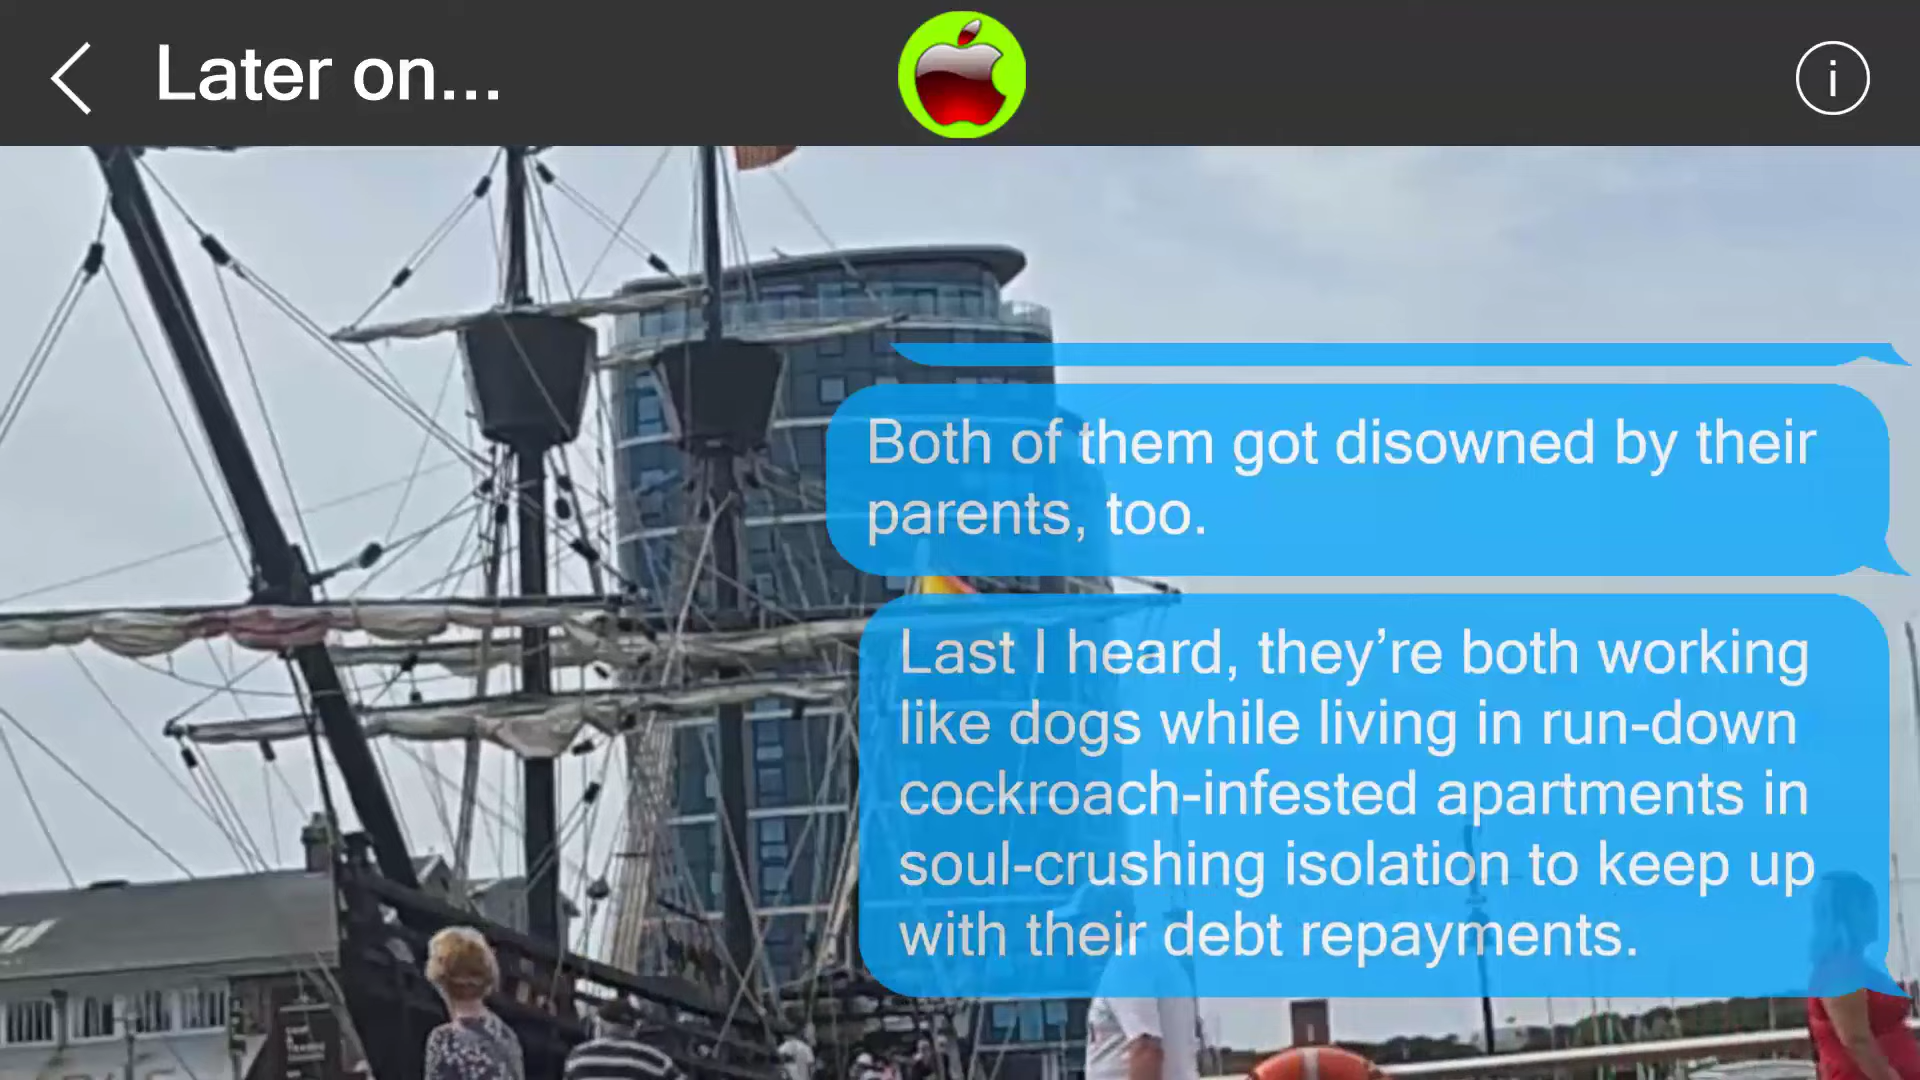 Later on...
i
Both of them got disowned by their
parents, too.
Last I heard, they’re both working
like dogs while living in run-down
cockroach-infested apartments in
soul-crushing isolation to keep up
with their debt repayments.